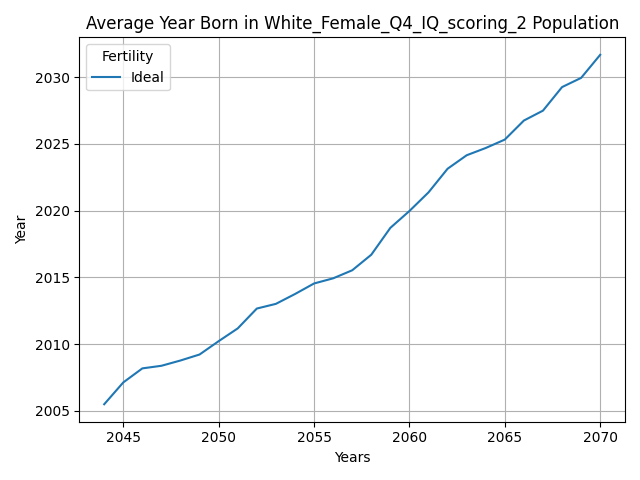 Average Year Born in White_Female_Q4_IQ_scoring_2 Population
Fertility
Ideal
2030
2025
2020
2015
2010
2005
Year
2045 2050 2055 2060 2065 2070
Years